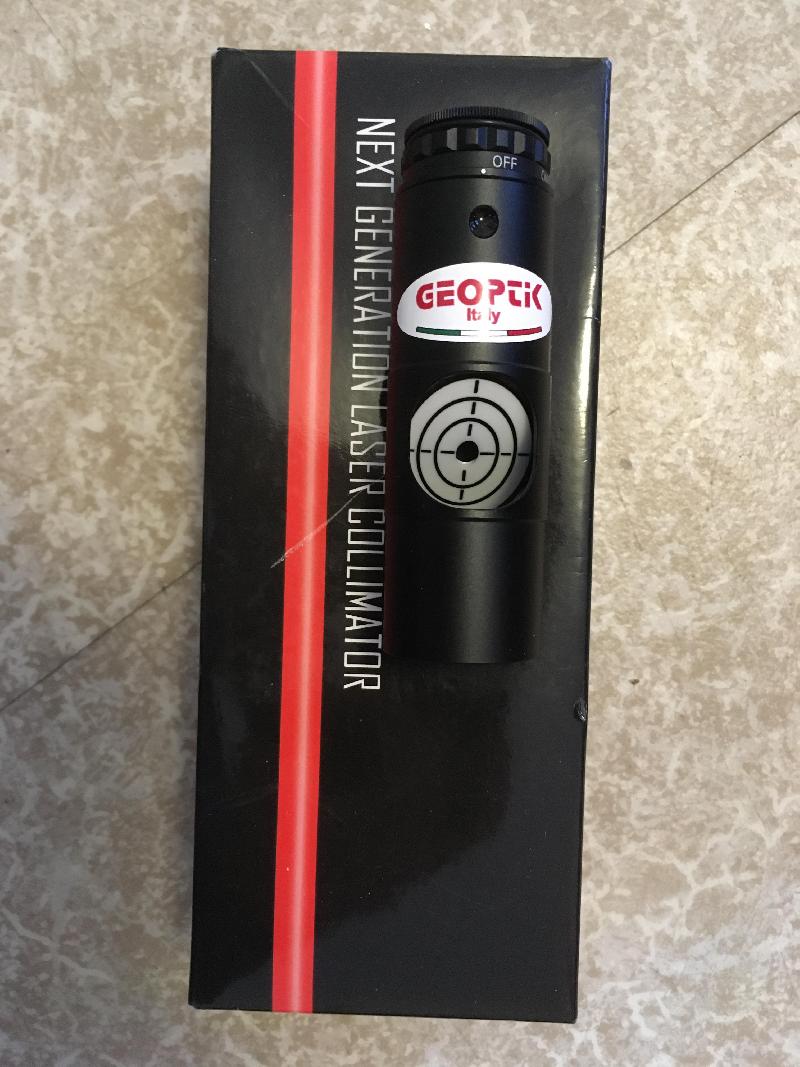 NEXT GENERATION LASER COLLIMATOR
OFF
GEOPTIK
Italy